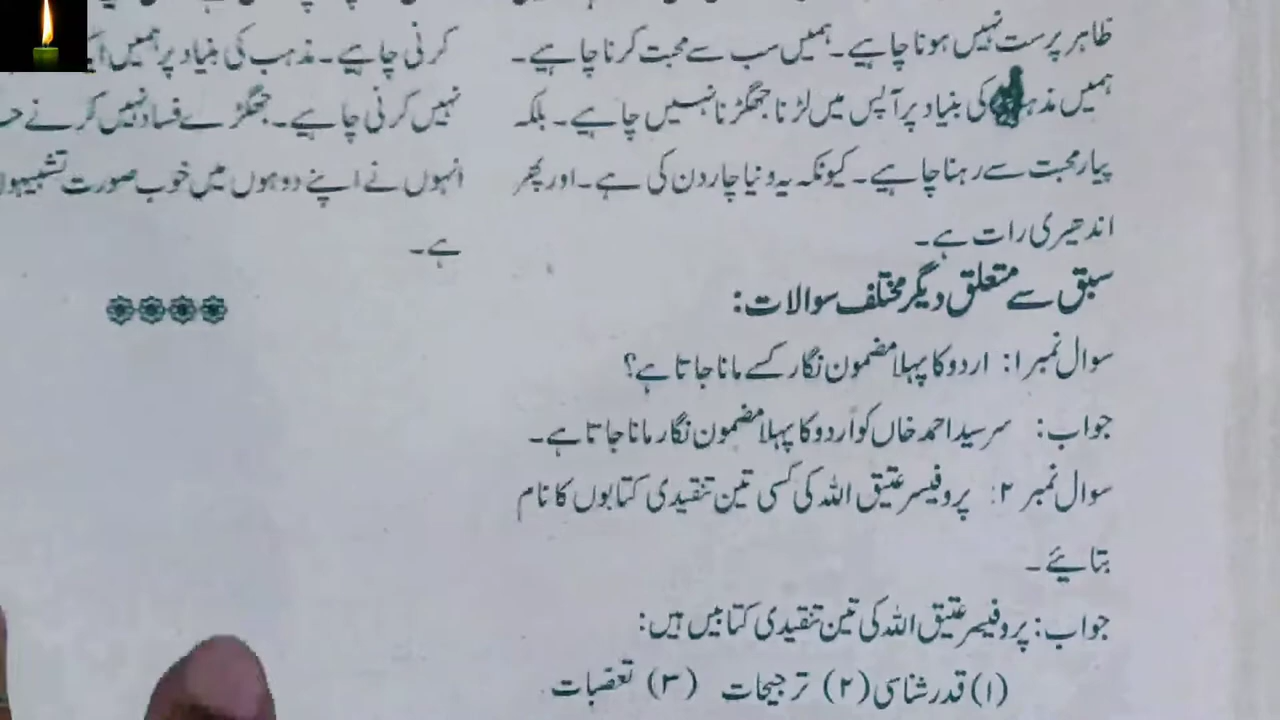 ظاہر پرست نہیں ہونا چاہیے۔ ہمیں سب سے محبت کرنا چاہیے۔
ہمیں کی بنیاد پر آپس میں لڑنا جھگڑنا نہیں چاہیے۔ بلکہ
پیار محبت سے رہنا چاہیے۔ کیونکہ یہ دنیا چار دن کی ہے۔ اور پھر
اندھیری رات ہے۔
سبق سے متعلق دیگر مختلف سوالات:
سوال نمبر ۱: اردو کا پہلا مضمون نگار کسے مانا جاتا ہے؟
جواب: سرسید احمد خاں کو اردو کا پہلا مضمون نگار مانا جاتا ہے۔
سوال نمبر ۲: پروفیسر عتیق اللہ کی کسی تین تنقیدی کتابوں کا نام
بتائیے۔
جواب: پروفیسر عتیق اللہ کی تین تنقیدی کتابیں ہیں:
(۱) قدر شناسی (۲) ترجیحات (۳) تعصبات
کرنی چاہیے۔ مذہب کی بنیاد پر ہمیں
نہیں کرنی چاہیے۔ جھگڑے فساد نہیں کرنے
انہوں نے اپنے دوہوں میں خوب صورت
ہے۔